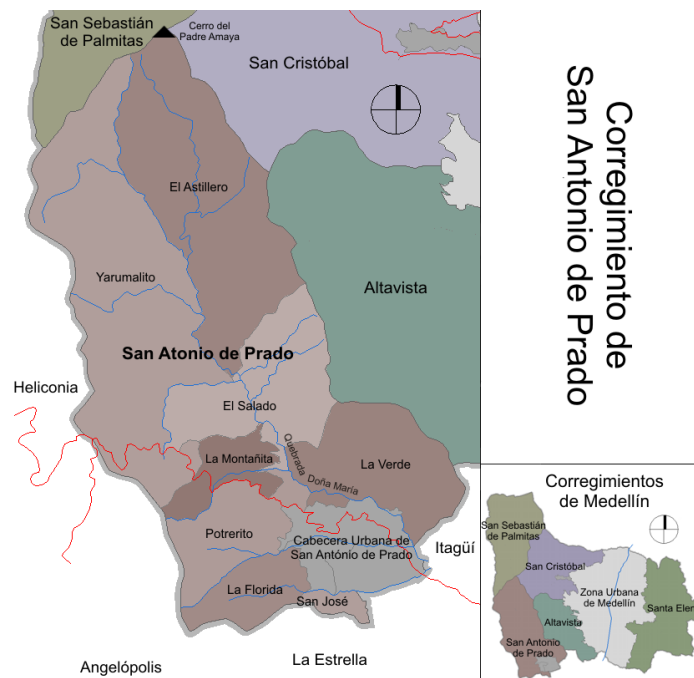 San Sebastián
de Palmitas
Cerro del
Padre Amaya
San Cristóbal
El Astillero
Yarumalito
Altavista
San Atonio de Prado
Heliconia
El Salado
Quebrada
Doña María
La Montañita
La Verde
Potrerito
Cabecera Urbana de
San António de Prado
Itagüí
La Florida
San José
Angelópolis
La Estrella
Corregimiento de
San Antonio de Prado
Corregimientos
de Medellín
San Sebastián
de Palmitas
San Cristóbal
Zona Urbana
de Medellín
Santa Elen
Altavista
San Antonio
de Prado